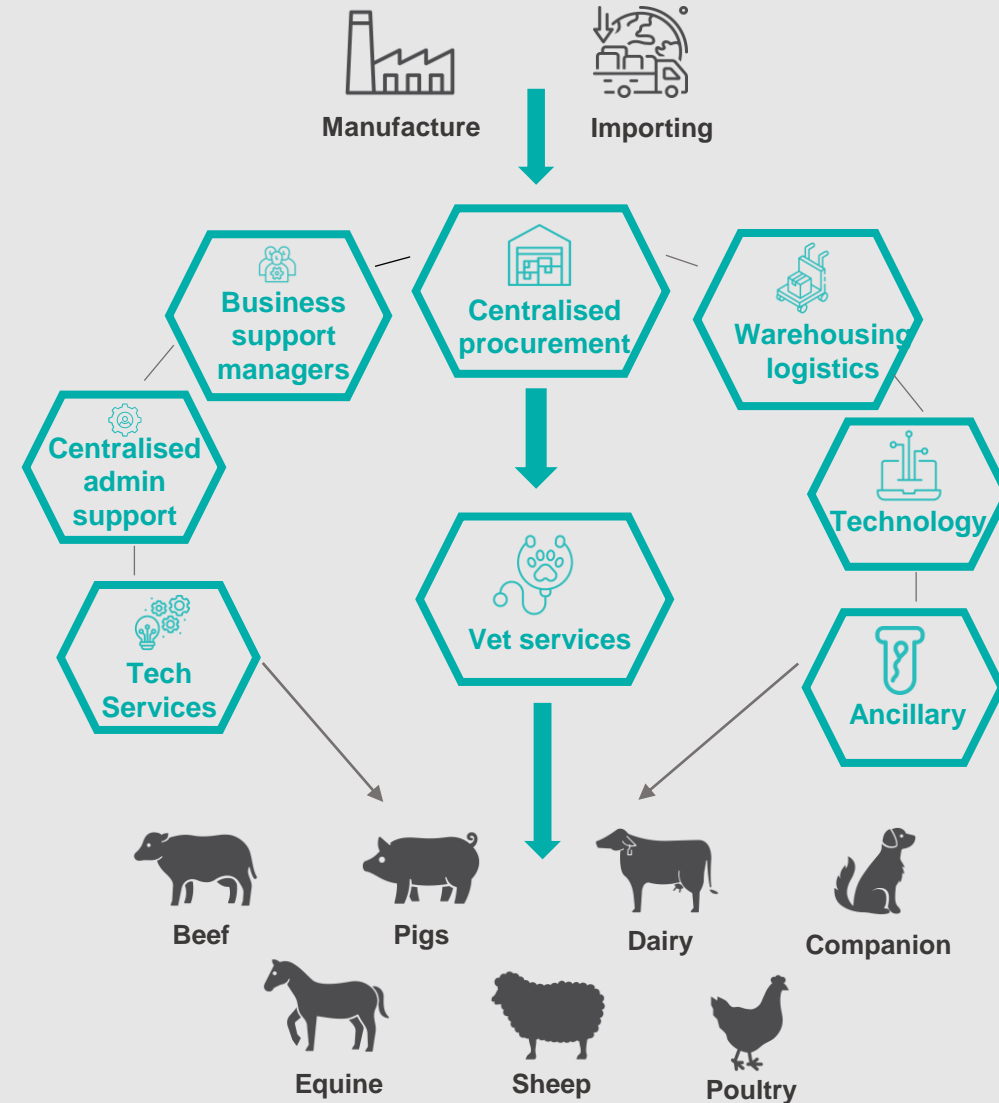 Manufacture
Importing
Business
support
managers
Centralised
procurement
Warehousing
logistics
Centralised
admin
support
Technology
Tech
Services
Vet services
Ancillary
Beef
Pigs
Dairy
Companion
Equine
Sheep
Poultry